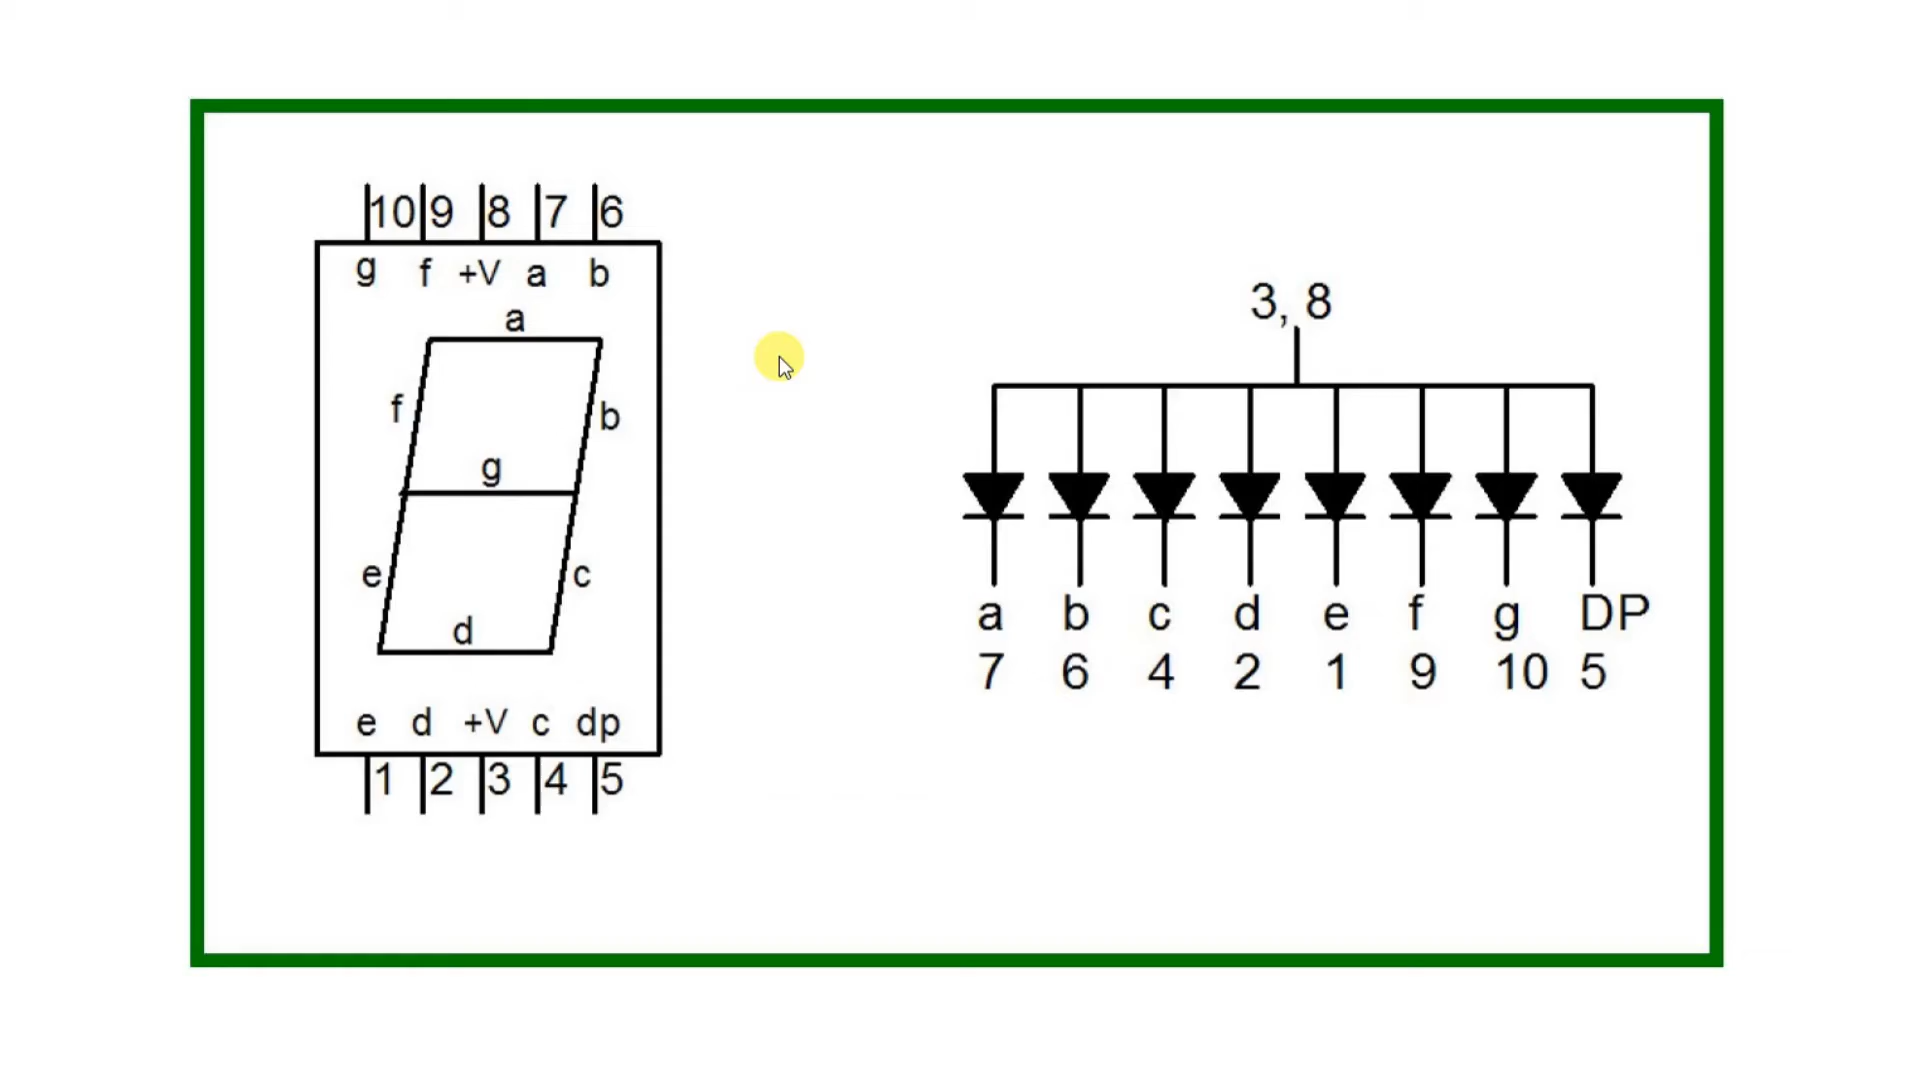 10 9 8 7 6
g f +V a b
a
f b
g
e c
d
e d +V c dp
1 2 3 4 5
3, 8
a b c d e f g DP
7 6 4 2 1 9 10 5